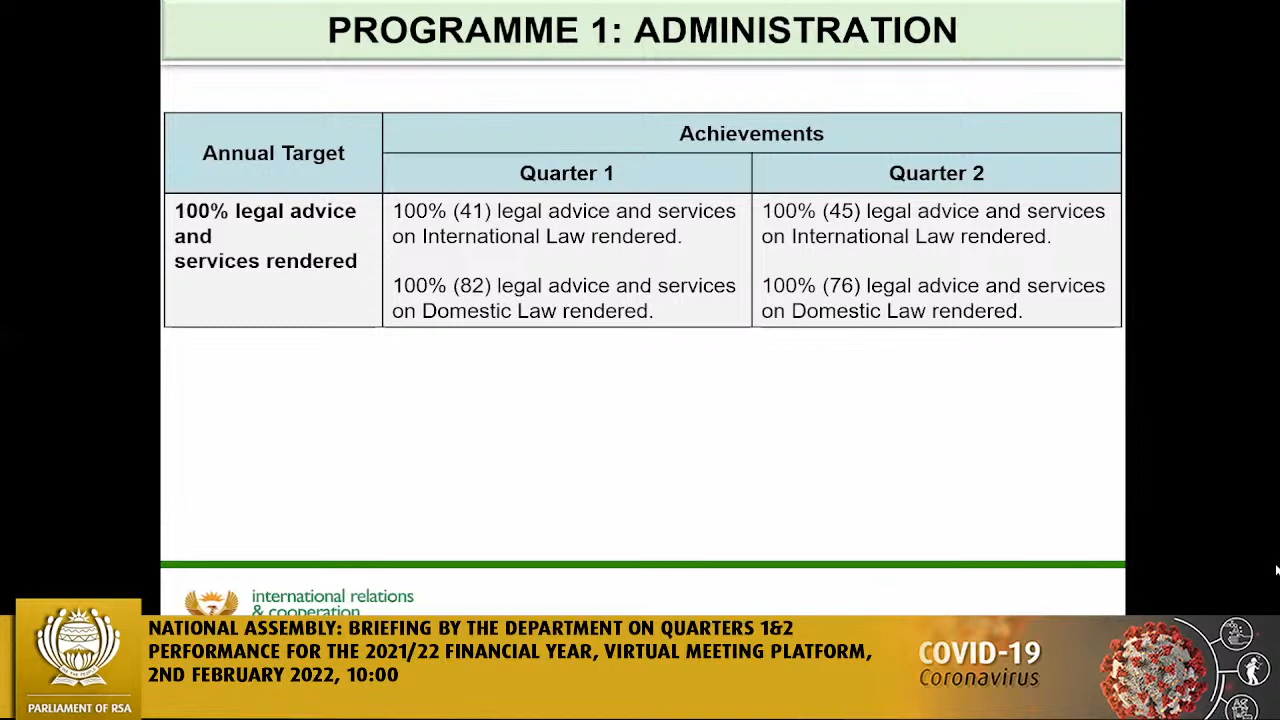 PROGRAMME 1: ADMINISTRATION
Annual Target
Achievements
Quarter 1
Quarter 2
100% legal advice
and
services rendered
100% (41) legal advice and services
on International Law rendered.
100% (82) legal advice and services
on Domestic Law rendered.
100% (45) legal advice and services
on International Law rendered.
100% (76) legal advice and services
on Domestic Law rendered.
international relations
& cooperation
NATIONAL ASSEMBLY: BRIEFING BY THE DEPARTMENT ON QUARTERS 1&2
PERFORMANCE FOR THE 2021/22 FINANCIAL YEAR, VIRTUAL MEETING PLATFORM,
2ND FEBRUARY 2022, 10:00
PARLIAMENT OF RSA
COVID-19
Coronavirus